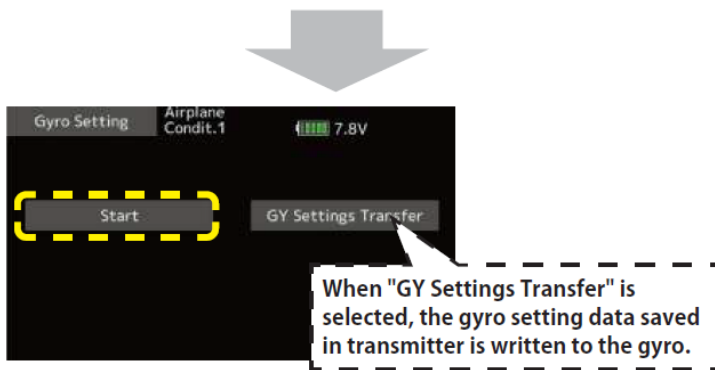 Gyro Setting
Airplane
Condit.1
7.8V
Start
GY Settings Transfer
When "GY Settings Transfer" is
selected, the gyro setting data saved
in transmitter is written to the gyro.